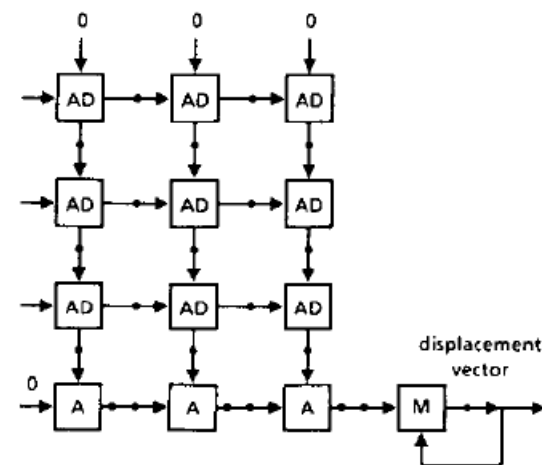 0 0 0
AD AD AD
AD AD AD
AD AD AD
displacement
vector
0
A A A M